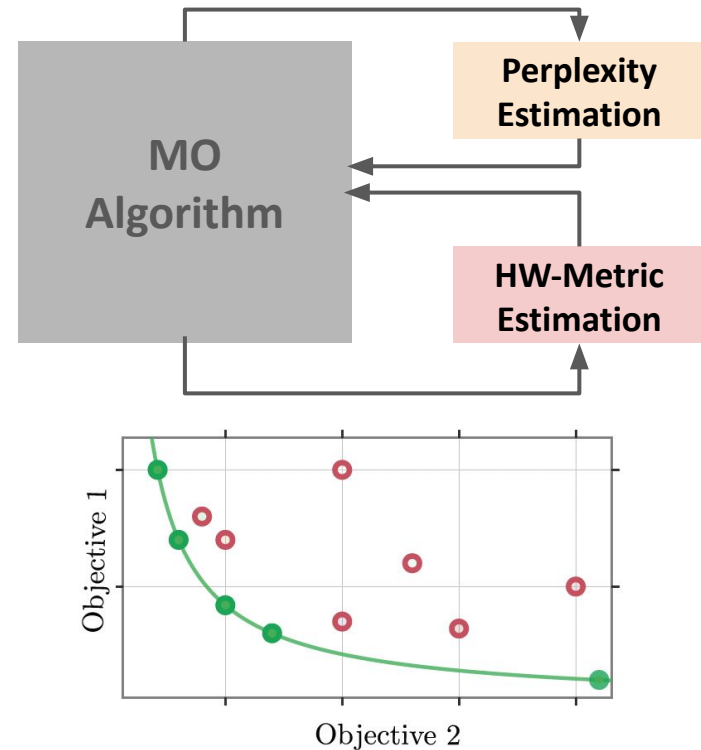 MO
Algorithm
Perplexity
Estimation
HW-Metric
Estimation
Objective 1
Objective 2